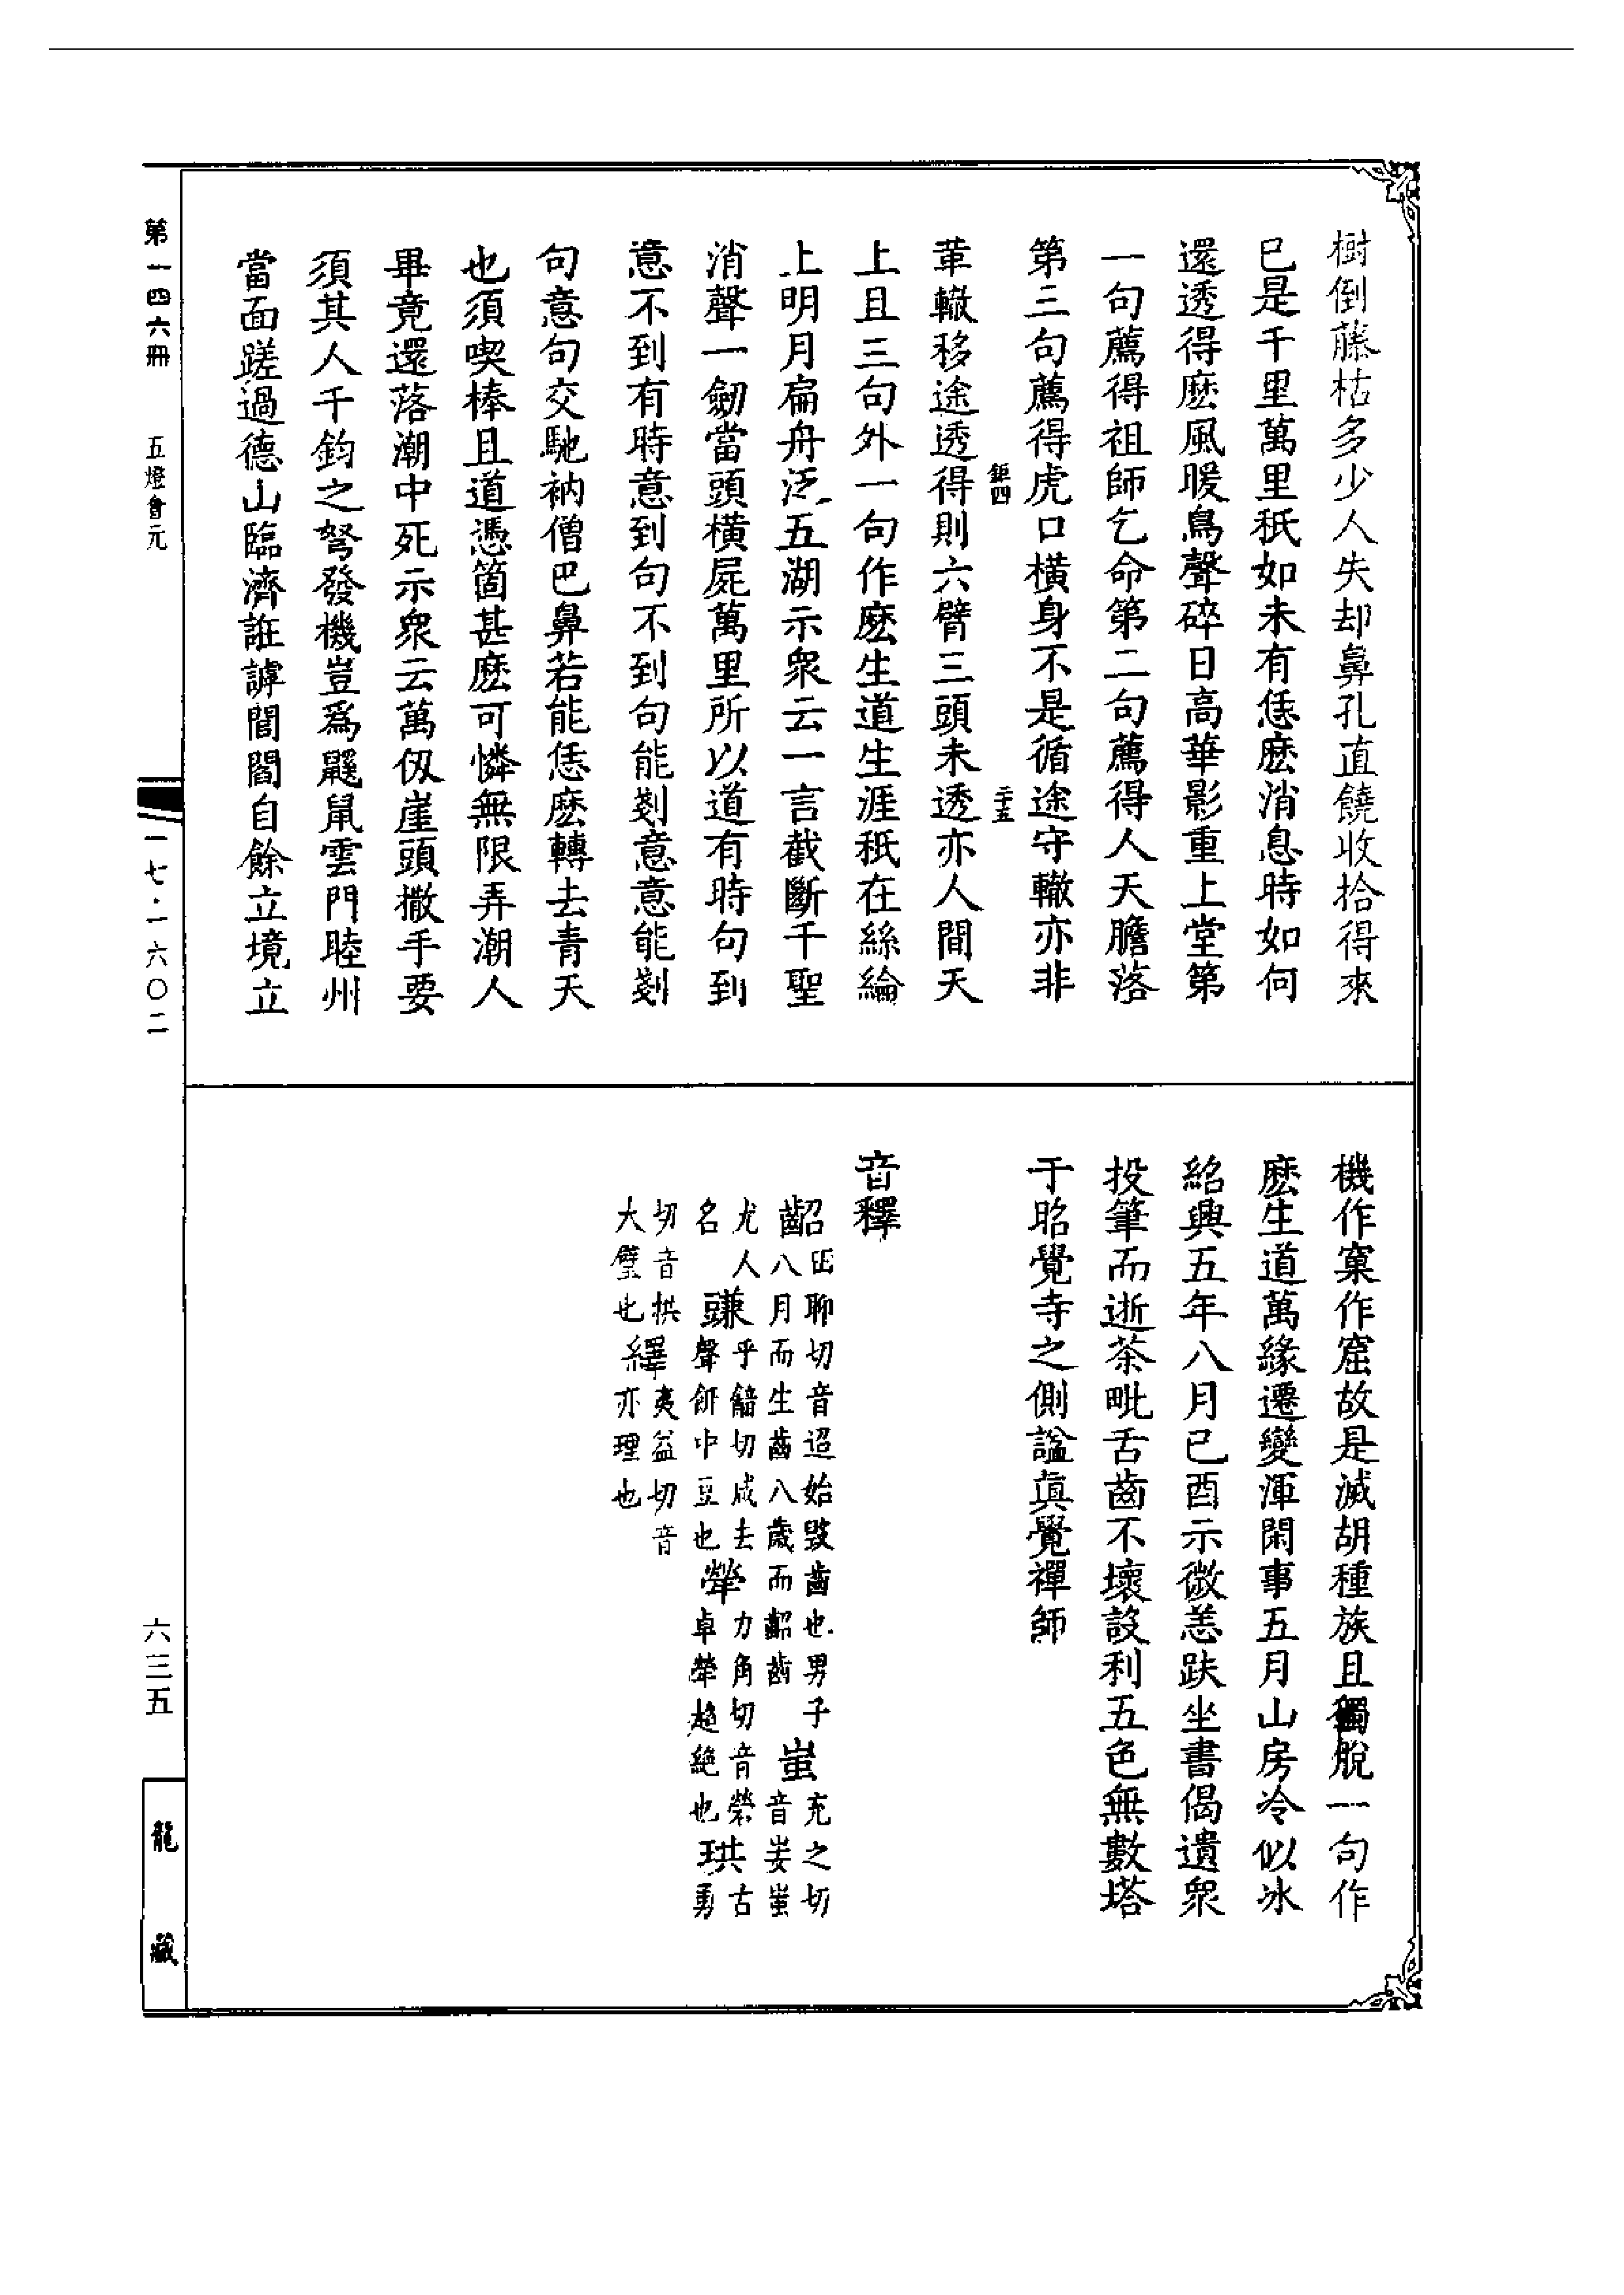 樹倒藤枯多少人失却鼻孔直饒收拾得來
已是千里萬里秖如未有恁麽消息時如何
還透得麽風暖鳥聲碎日高華影重上堂第
一句薦得祖師乞命第二句薦得人天膽落
第三句薦得虎口橫身不是循途守轍亦非
鉅四
二十五
革轍移途透得則六臂三頭未透亦人間天
上且三句外一句作麽生道生涯秖在絲綸
上明月扁舟泛五湖示衆云一言截斷千聖
消聲一劒當頭橫屍萬里所以道有時句到
意不到有時意到句不到句能剗意意能剗
句意句交馳衲僧巴鼻若能恁麽轉去青天
也須喫棒且道憑箇甚麽可憐無限弄潮人
畢竟還落潮中死示衆云萬仭崖頭撒手要
須其人千鈞之弩發機豈爲鼷鼠雲門睦州
當面蹉過德山臨濟誑謼閭閻自餘立境立
機作窠作窟故是滅胡種族且獨脫一句作
麽生道萬緣遷變渾閑事五月山房冷似冰
紹興五年八月己酉示微恙趺坐書偈遺衆
投筆而逝茶毗舌齒不壞設利五色無數塔
于昭覺寺之側諡眞覺禪師
音釋
齠田聊切音迢始毀齒也男子
八月而生齒八歲而齠齒 蚩充之切
音蚩
尤人
名 豏乎韽切咸去
聲餠中豆也 犖力角切音
卓犖超絶也 珙古勇
切音拱
大璧也 繹夷益切音
亦理也
第一四六冊 五燈會元
一七·一六〇二
六三五
龍藏